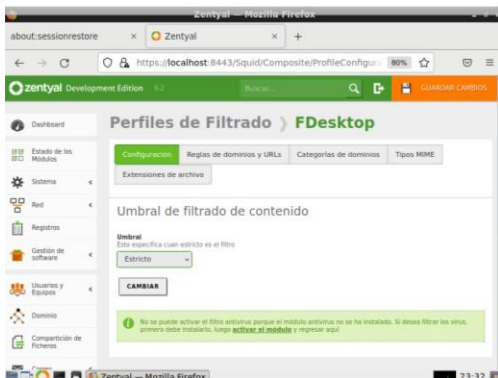 Zentyal — Mozilla Firefox
about:sessionrestore
Zentyal
https://localhost:8443/Squid/Composite/ProfileConfigura
80%
zentyal Development Edition 6.2
Buscar...
GUARDAR CAMBIOS
Dashboard
Estado de los Módulos
Sistema
Red
Registros
Gestión de software
Usuarios y Equipos
Dominio
Compartición de Ficheros
Perfiles de Filtrado
FDesktop
Configuración
Reglas de dominios y URLs
Categorías de dominios
Tipos MIME
Extensiones de archivo
Umbral de filtrado de contenido
Umbral
Esto especifica cuan estricto es el filtro
Estricto
CAMBIAR
No se puede activar el filtro antivirus porque el módulo antivirus no se ha instalado. Si desea filtrar los virus,
primero debe instalarlo, luego activar el modulo y regresar aquí
Zentyal — Mozilla Firefox
23:32